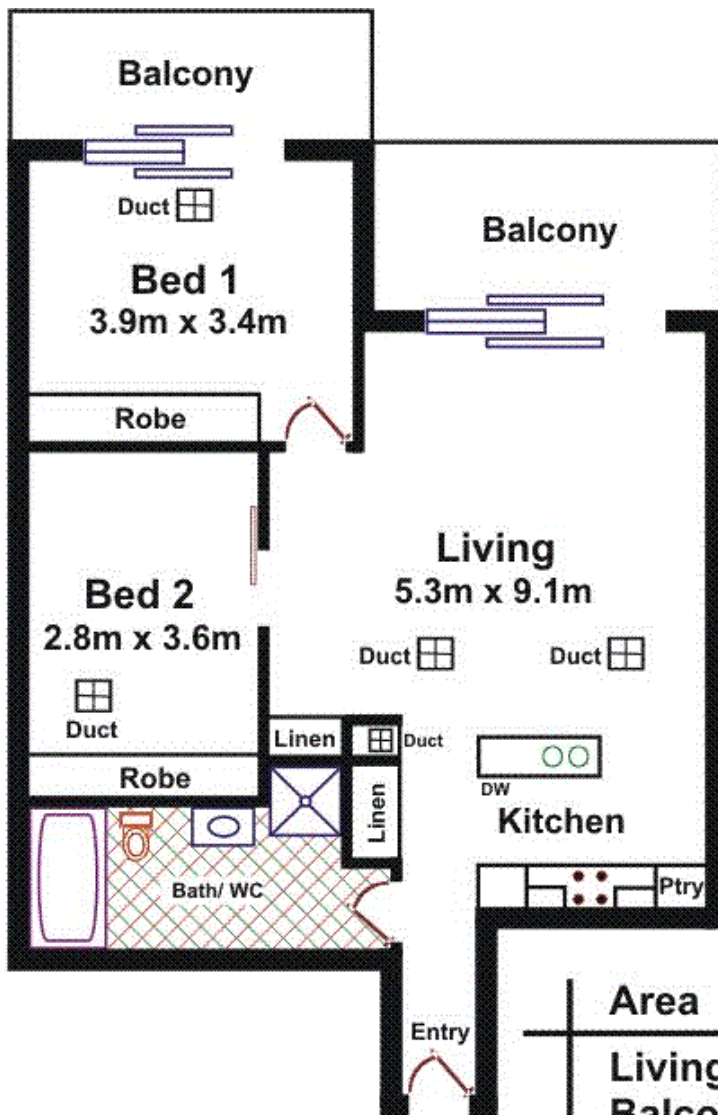 Balcony
Duct
Bed 1
3.9m x 3.4m
Balcony
Robe
Living
5.3m x 9.1m
Bed 2
2.8m x 3.6m
Duct
Duct
Duct
Linen
Duct
Robe
Linen
DW
Kitchen
Bath/ WC
Ptry
Entry
Area
Living
Balco